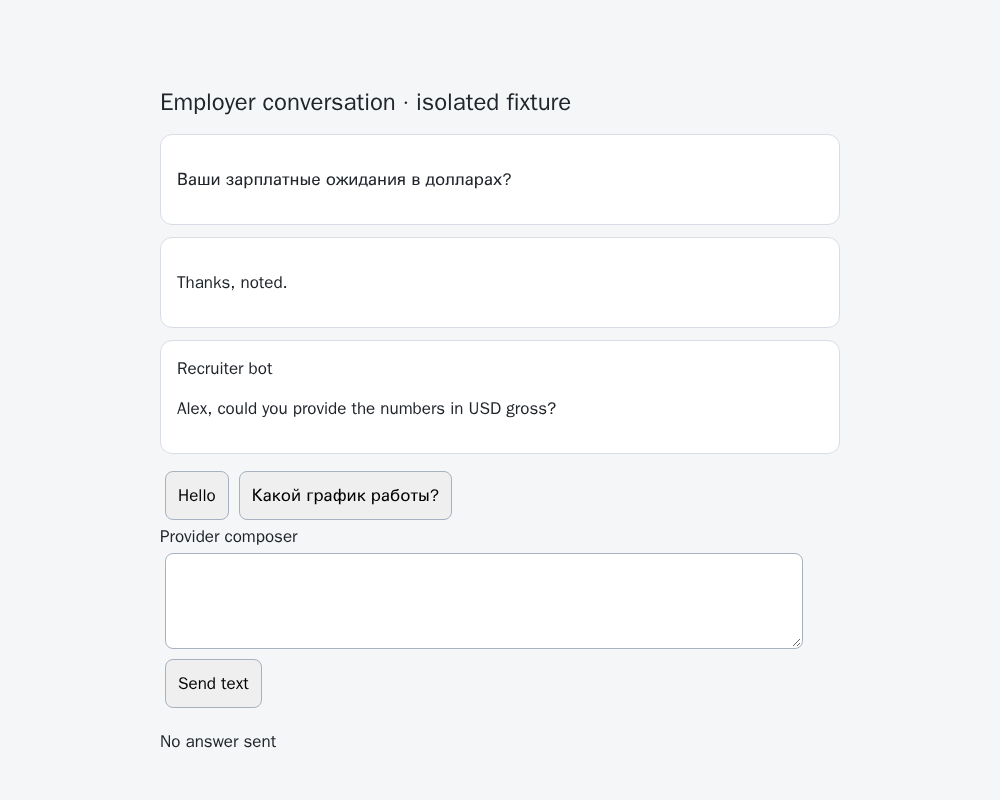 Employer conversation · isolated fixture
Ваши зарплатные ожидания в долларах?
Thanks, noted.
Recruiter bot
Alex, could you provide the numbers in USD gross?
Hello
Какой график работы?
Provider composer
Send text
No answer sent